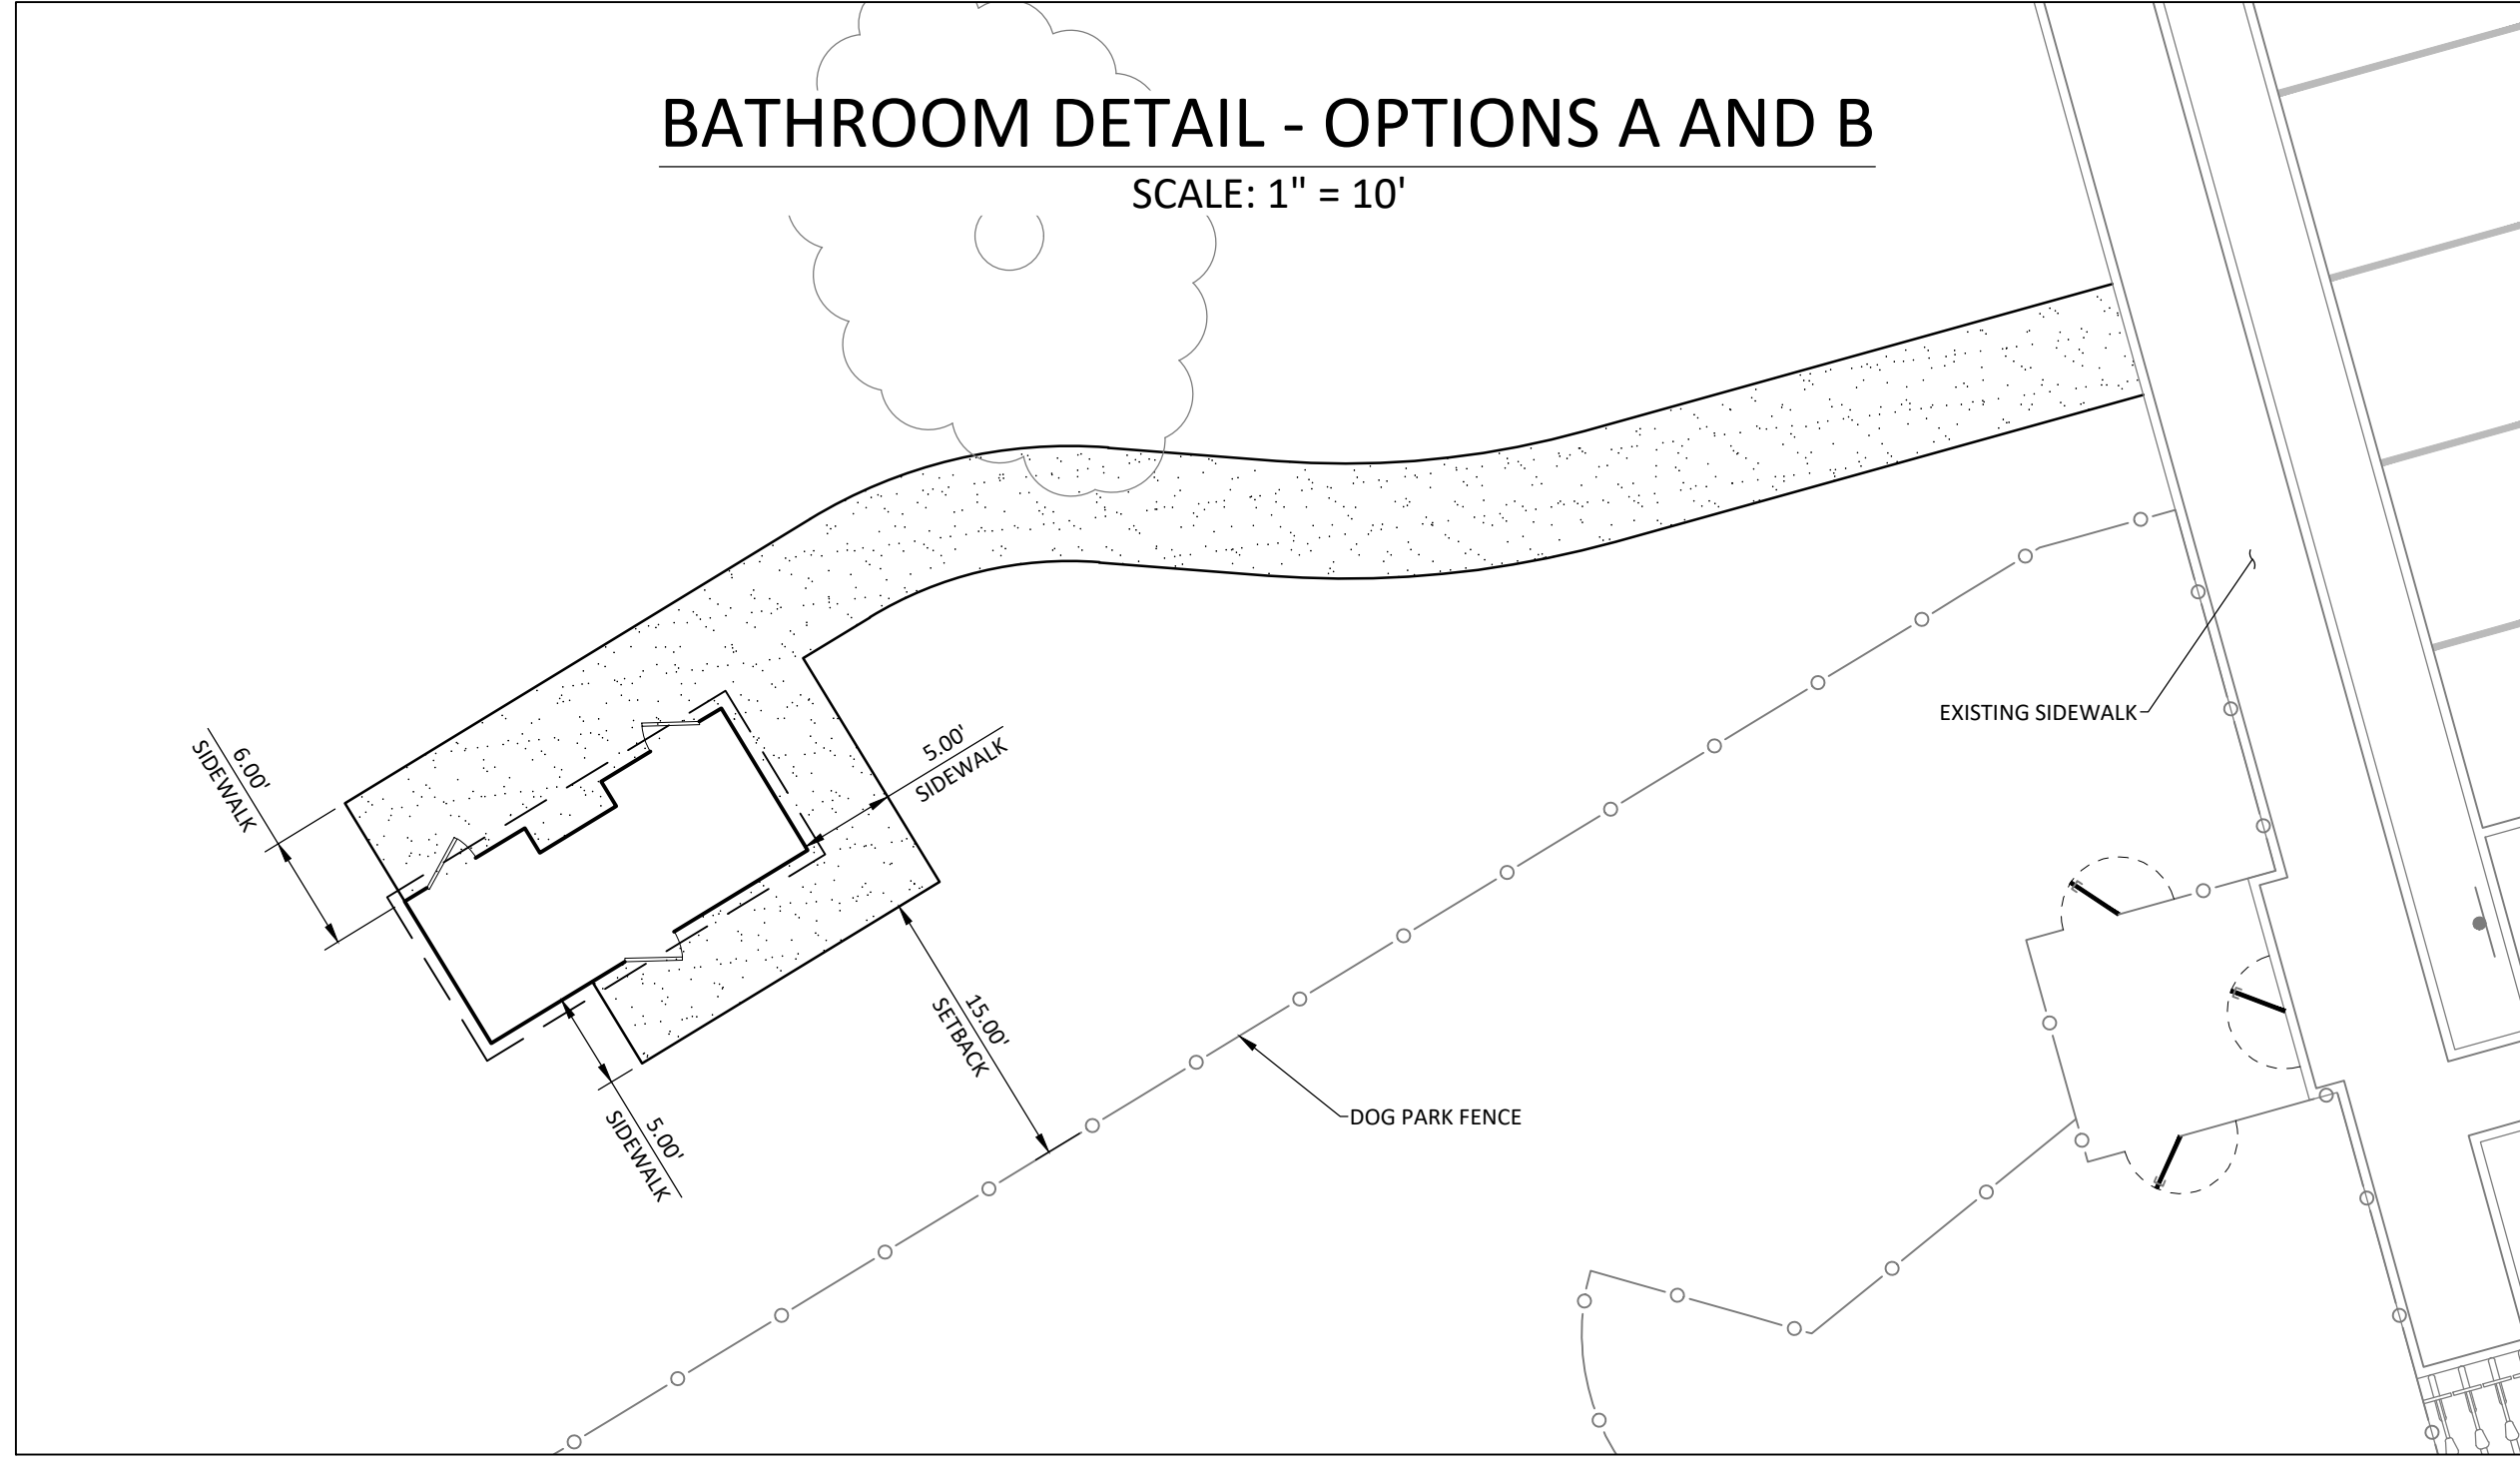 BATHROOM DETAIL - OPTIONS A AND B
SCALE: 1" = 10'
6.00'
SIDEWALK
5.00'
SIDEWALK
EXISTING SIDEWALK
15.00'
SETBACK
5.00'
SIDEWALK
DOG PARK FENCE